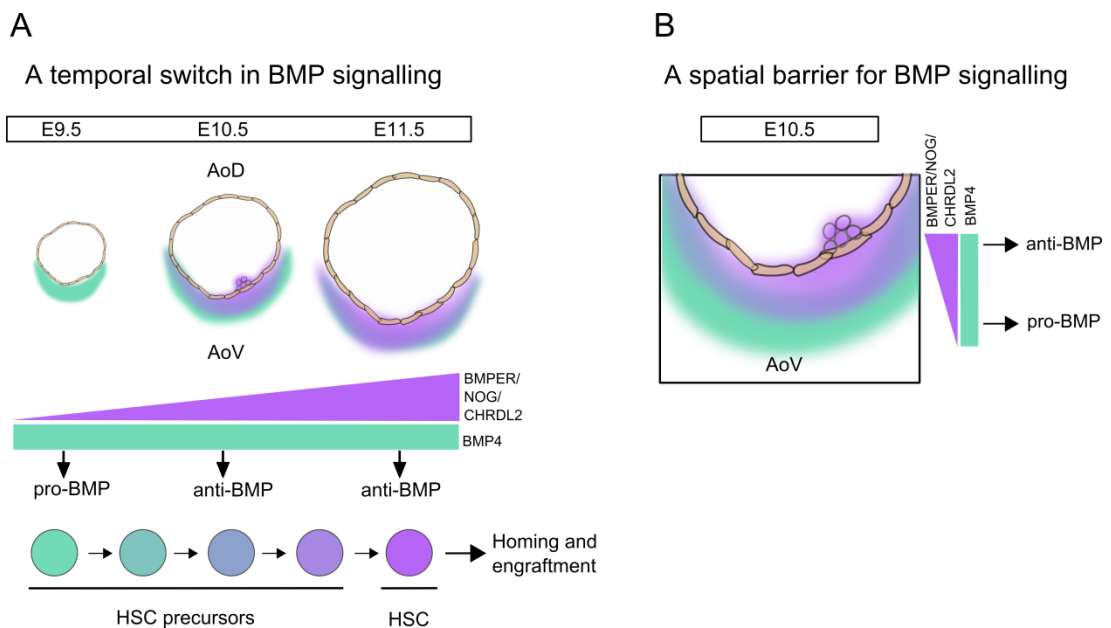 A
A temporal switch in BMP signalling
E9.5 E10.5 E11.5
AoD
AoV
BMPER/
NOG/
CHRDL2
BMP4
pro-BMP anti-BMP anti-BMP
Homing and
engraftment
HSC precursors HSC
B
A spatial barrier for BMP signalling
E10.5
BMPER/NOG/
CHRDL2
BMP4
anti-BMP
pro-BMP
AoV